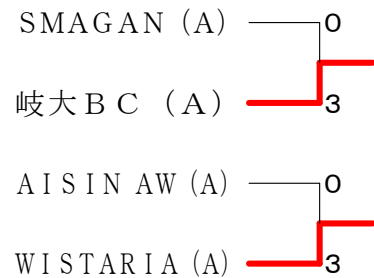 SMAGAN (A) 0
岐大ＢＣ （Ａ） 3
ＡＩＳＩＮ AW (A) 0
ＷＩＳＴＡＲＩＡ (A) 3